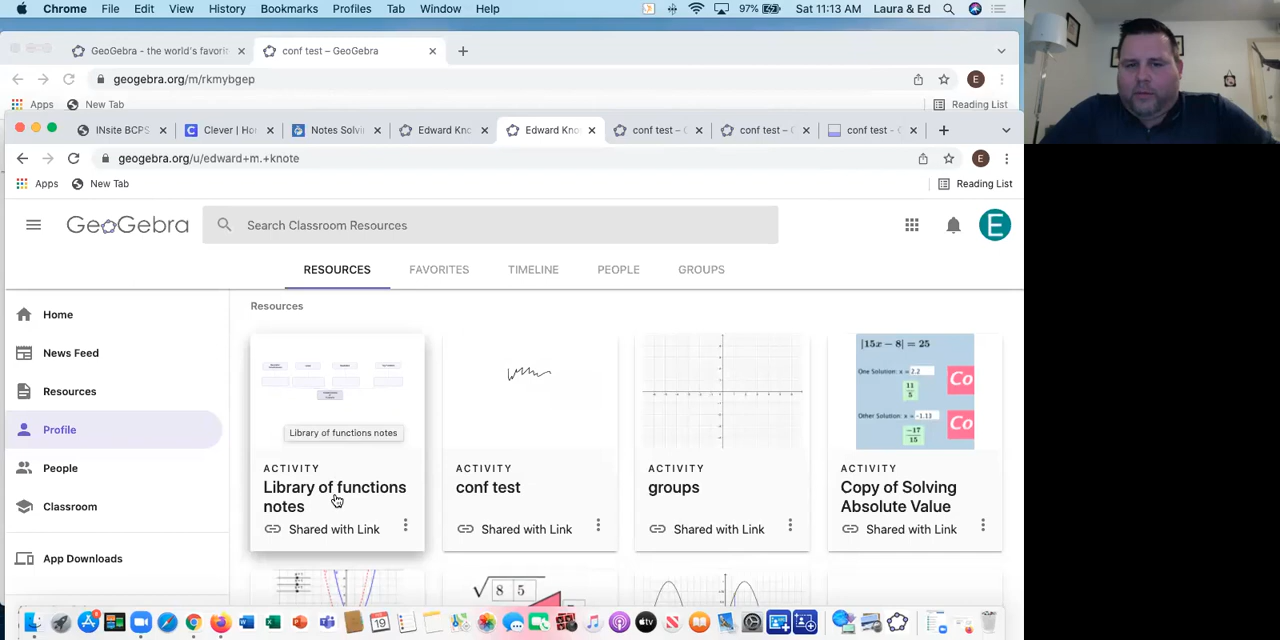 Chrome File Edit View History Bookmarks Profiles Tab Window Help 97% Sat 11:13 AM Laura & Ed
GeoGebra - the world's favorit conf test – GeoGebra
geogebra.org/m/rkmybgep E
Apps New Tab Reading List
INsite BCPS Clever | Ho Notes Solvi Edward Kno Edward Kno conf test – conf test – conf test -
geogebra.org/u/edward+m.+knote E
Apps New Tab Reading List
GeoGebra Search Classroom Resources E
RESOURCES FAVORITES TIMELINE PEOPLE GROUPS
Home
News Feed
Resources
Profile
People
Classroom
App Downloads
Resources
Library of functions notes
ACTIVITY
Library of functions
notes
Shared with Link
ACTIVITY
conf test
Shared with Link
ACTIVITY
groups
Shared with Link
|15x − 8| = 25
One Solution: x = 2.2
11
5
Co
Other Solution: x = -1.13
-17
15
Co
ACTIVITY
Copy of Solving
Absolute Value
Shared with Link
8 5
19